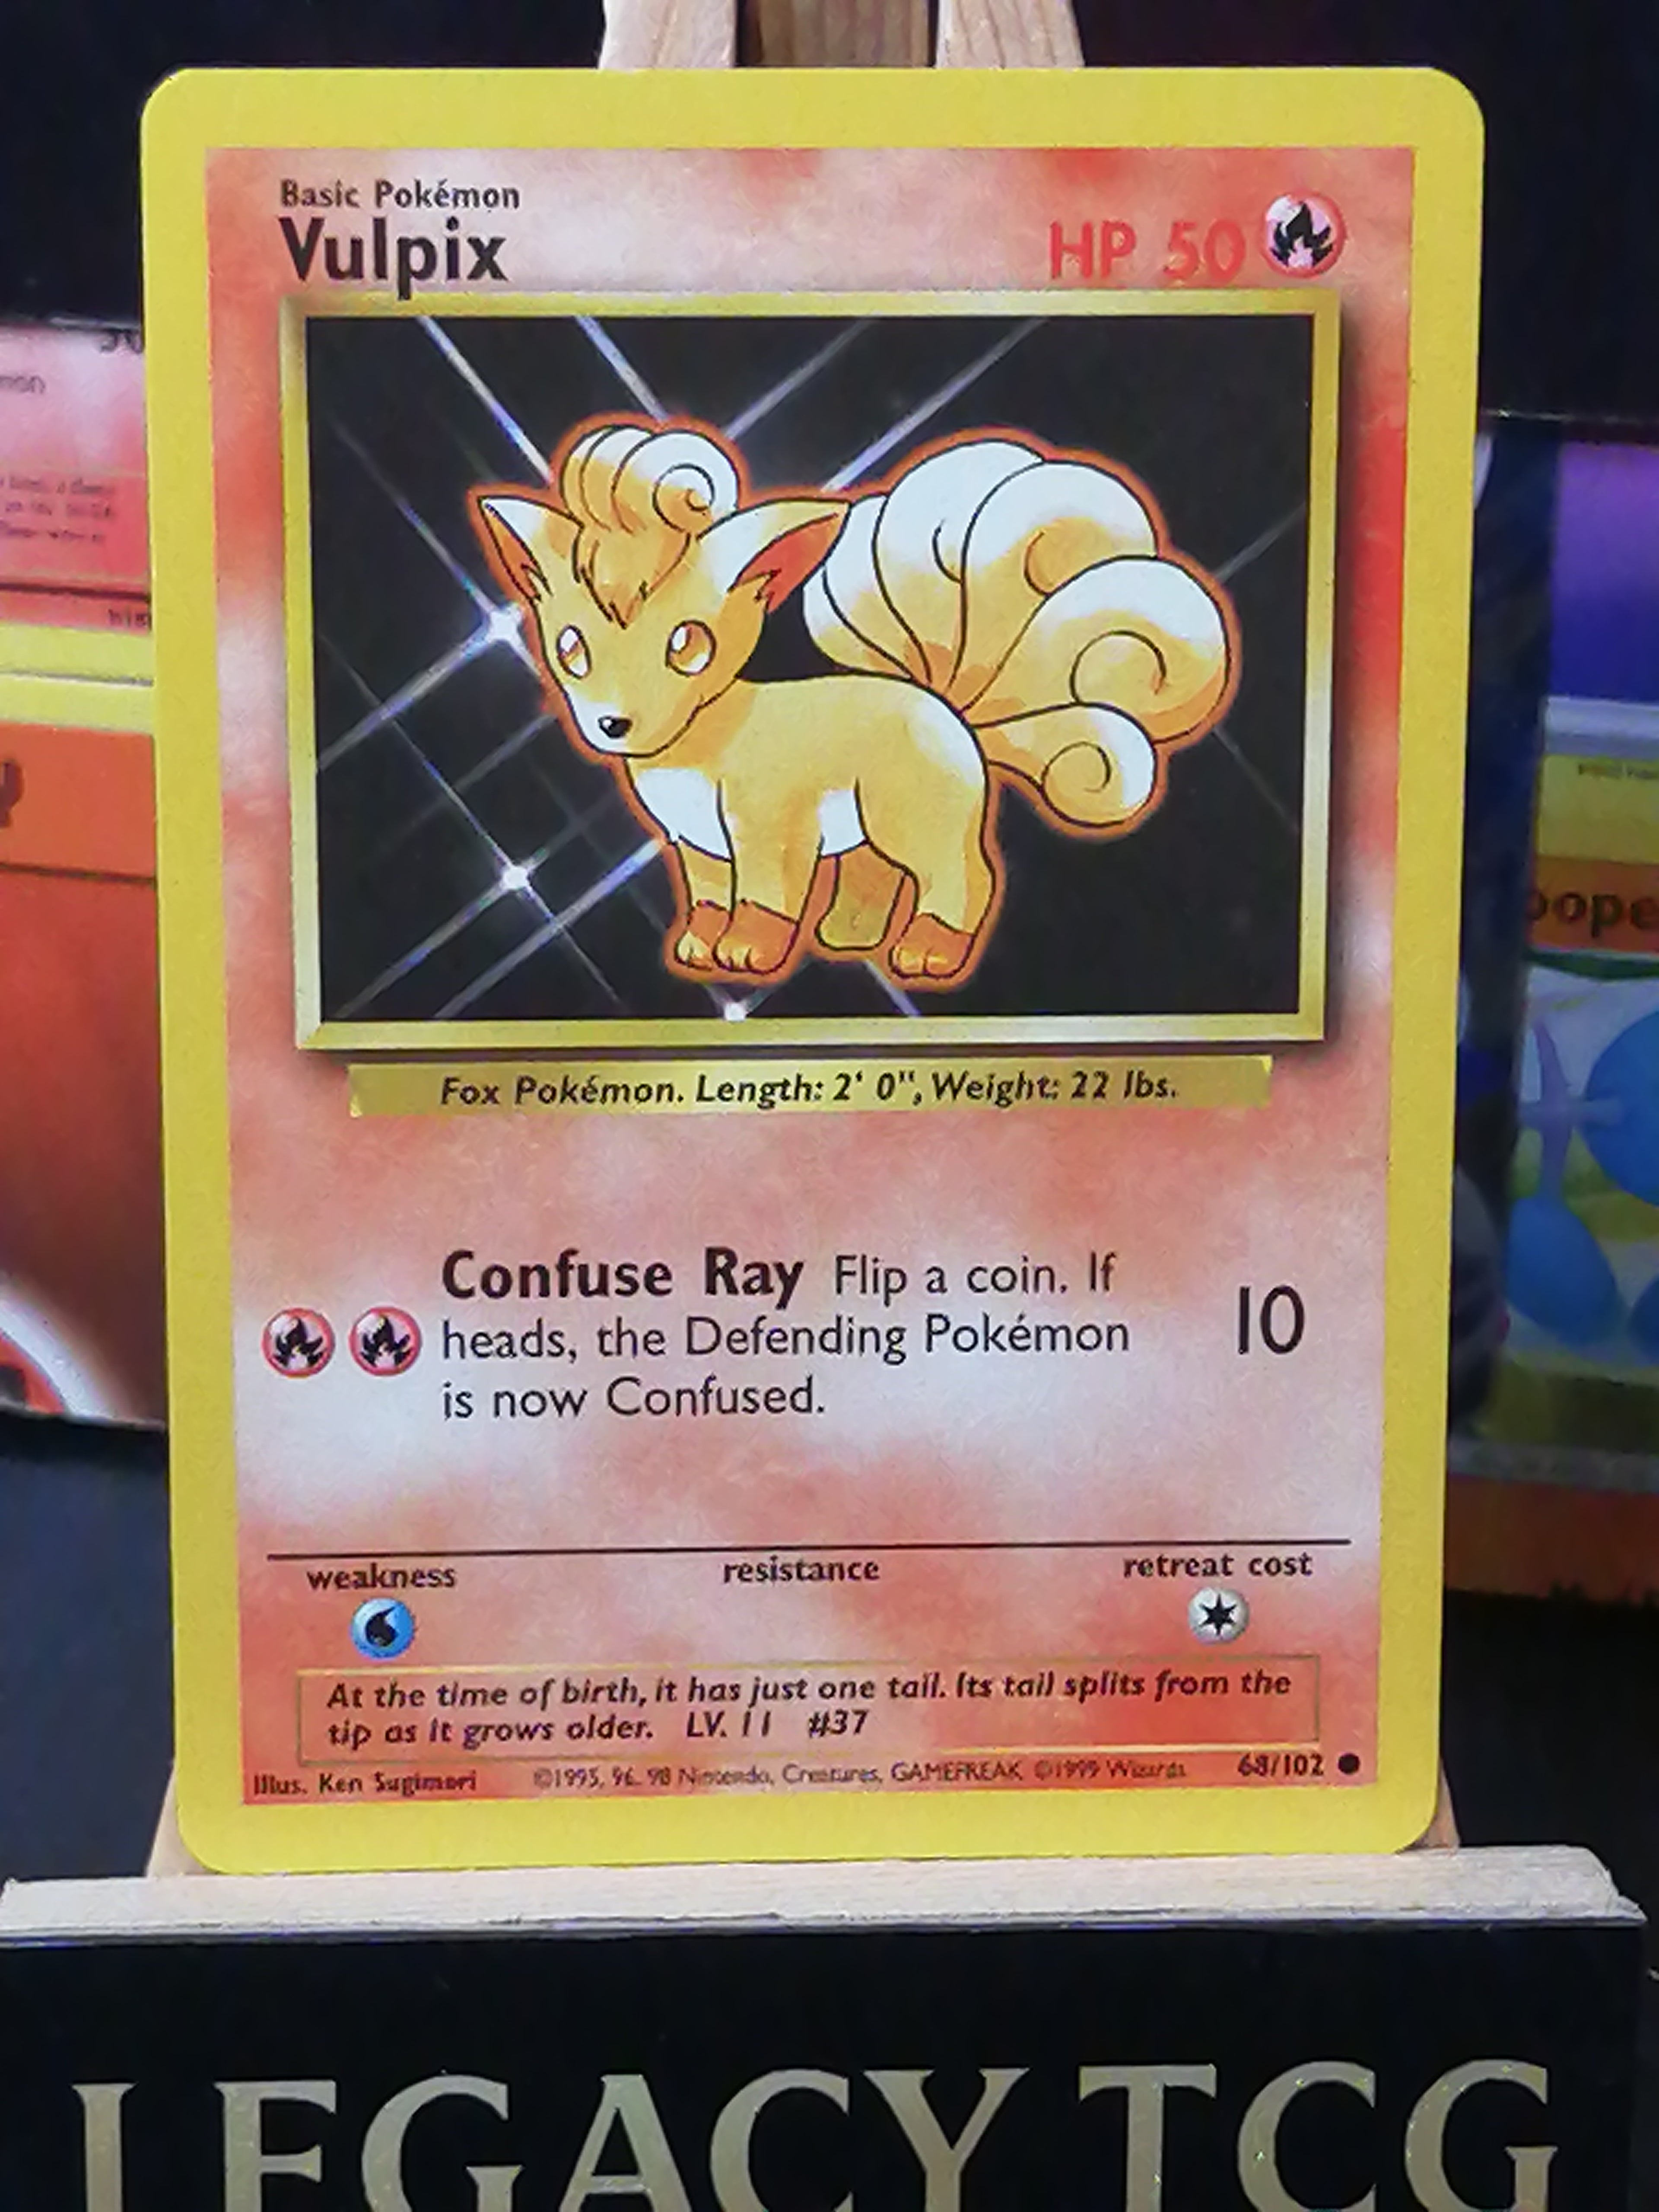 Basic Pokémon
Vulpix
HP 50
Fox Pokémon. Length: 2' 0", Weight: 22 lbs.
Confuse Ray Flip a coin. If
heads, the Defending Pokémon
is now Confused.
10
weakness
resistance
retreat cost
At the time of birth, it has just one tail. Its tail splits from the
tip as it grows older. LV. 11 #37
Illus. Ken Sugimori
©1995, 96, 98 Nintendo, Creatures, GAMEFREAK. ©1999 Wizards.
68/102
LEGACY TCG